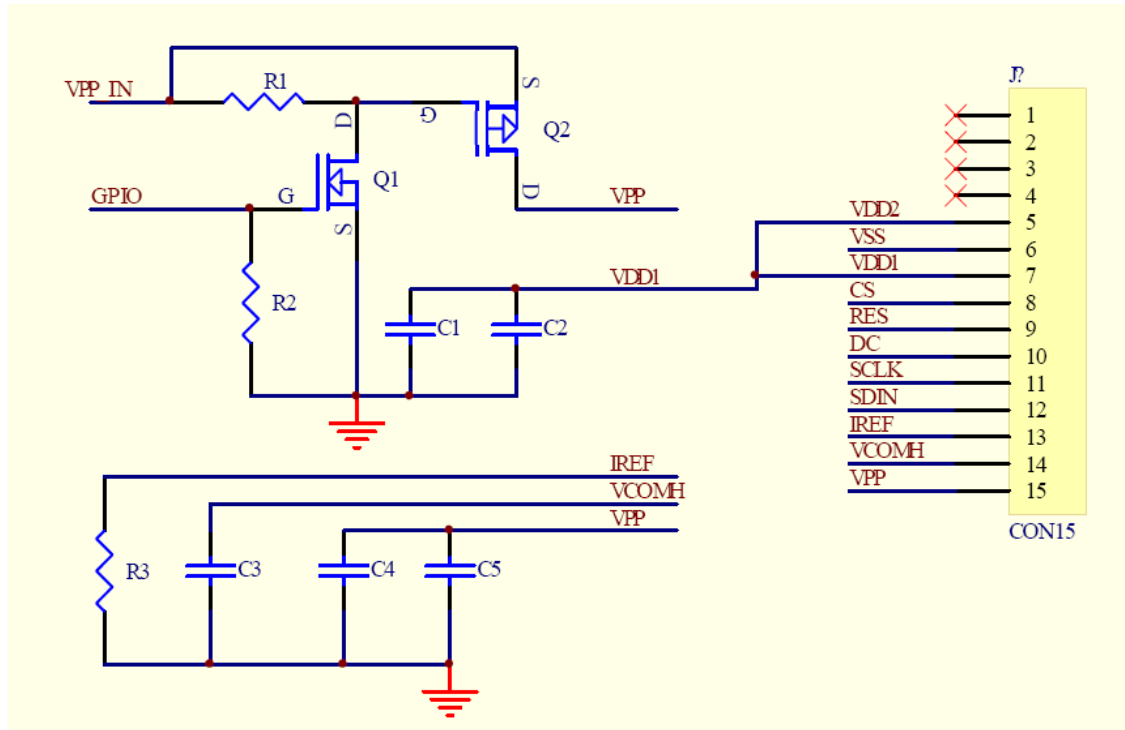 VPP_IN
R1
D
G
S
Q2
D
VPP
GPIO
G
Q1
S
R2
VDD1
C1
C2
IREF
VCOMH
VPP
R3
C3
C4
C5
J?
1
2
3
4
VDD2 5
VSS 6
VDD1 7
CS 8
RES 9
DC 10
SCLK 11
SDIN 12
IREF 13
VCOMH 14
VPP 15
CON15